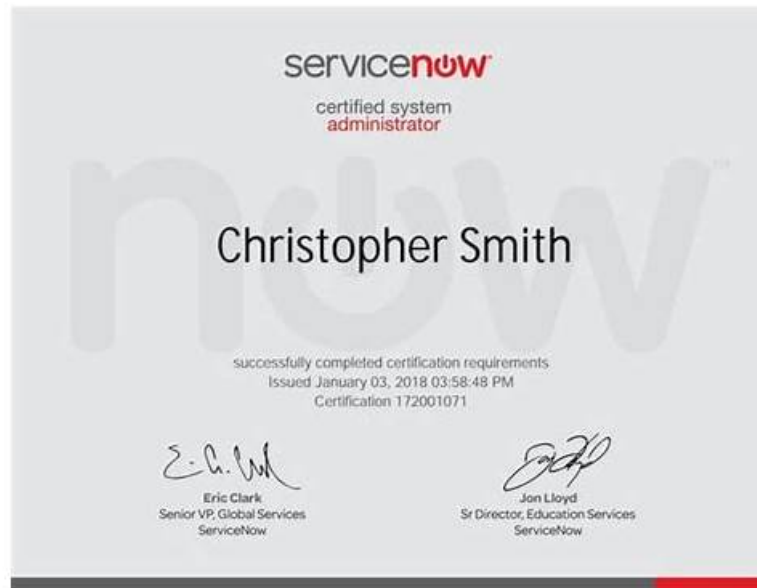 servicenow
certified system
administrator
now
Christopher Smith
successfully completed certification requirements
Issued January 03, 2018 03:58:48 PM
Certification 172001071
Eric Clark
Senior VP, Global Services
ServiceNow
Jon Lloyd
Sr Director, Education Services
ServiceNow